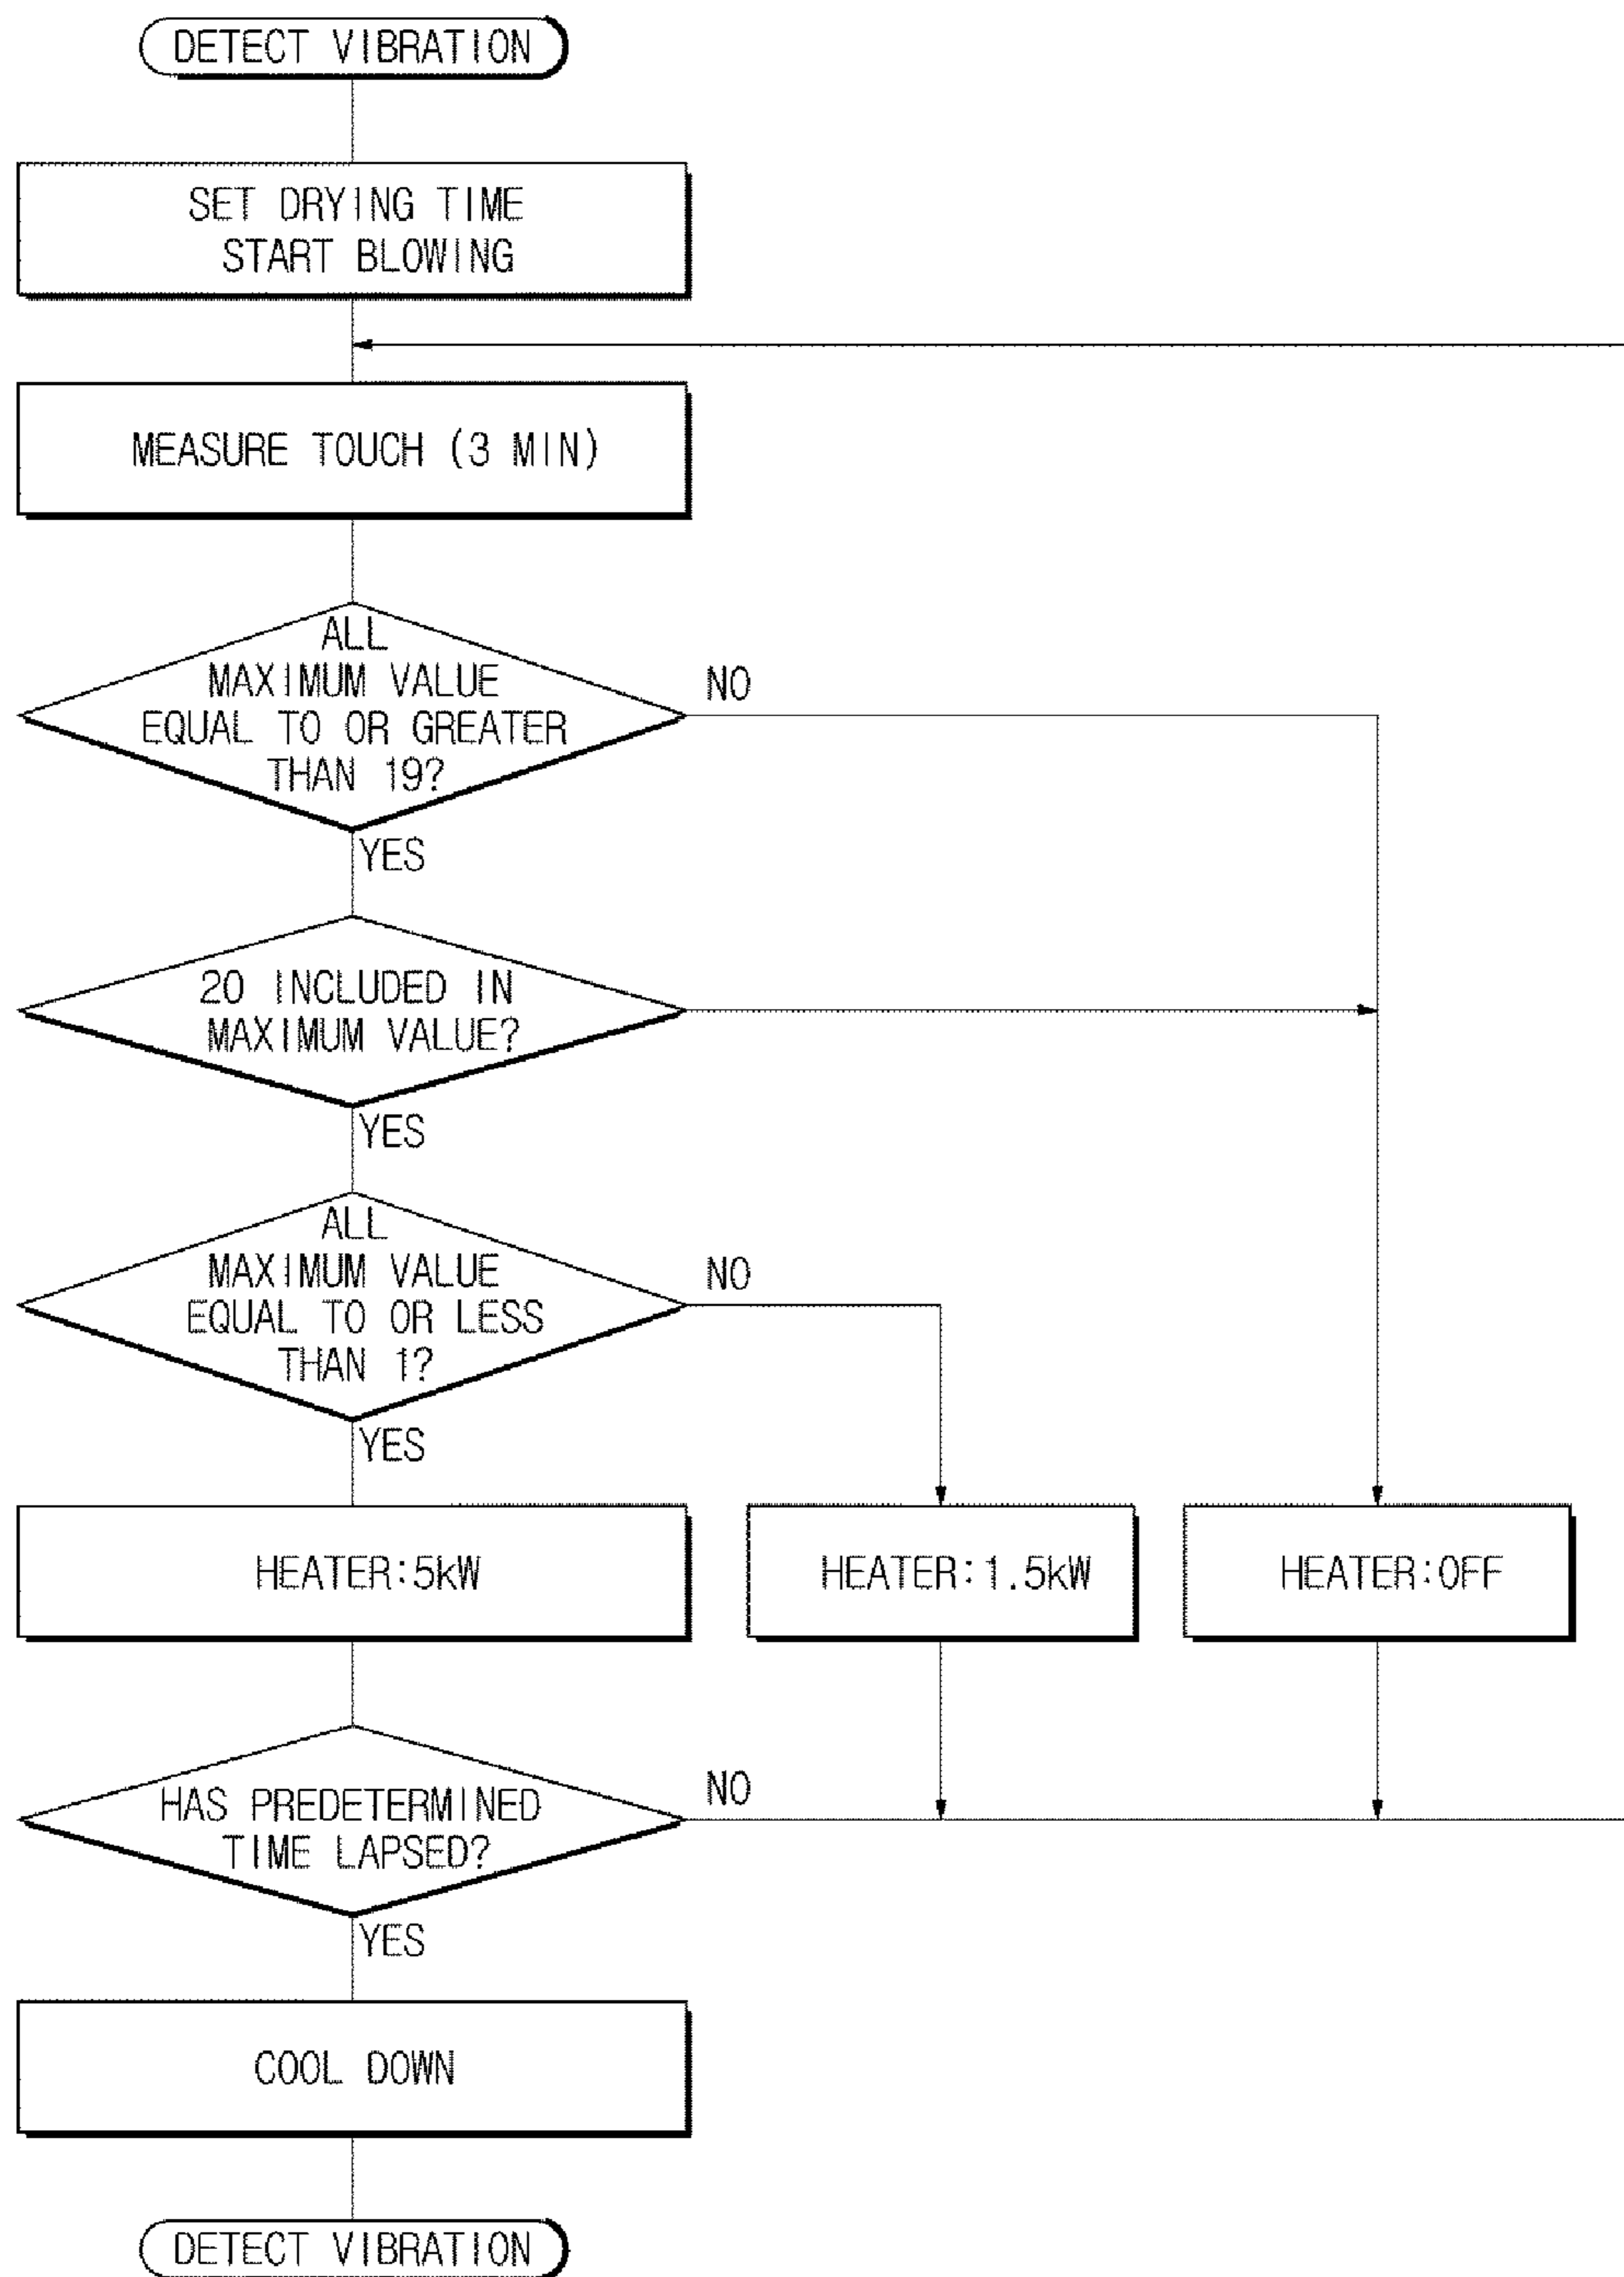 DETECT VIBRATION
SET DRYING TIME
START BLOWING
MEASURE TOUCH (3 MIN)
ALL
MAXIMUM VALUE
EQUAL TO OR GREATER
THAN 19?
NO
YES
20 INCLUDED IN
MAXIMUM VALUE?
YES
ALL
MAXIMUM VALUE
EQUAL TO OR LESS
THAN 1?
NO
YES
HEATER:5kW
HEATER:1.5kW
HEATER:OFF
HAS PREDETERMINED
TIME LAPSED?
NO
YES
COOL DOWN
DETECT VIBRATION